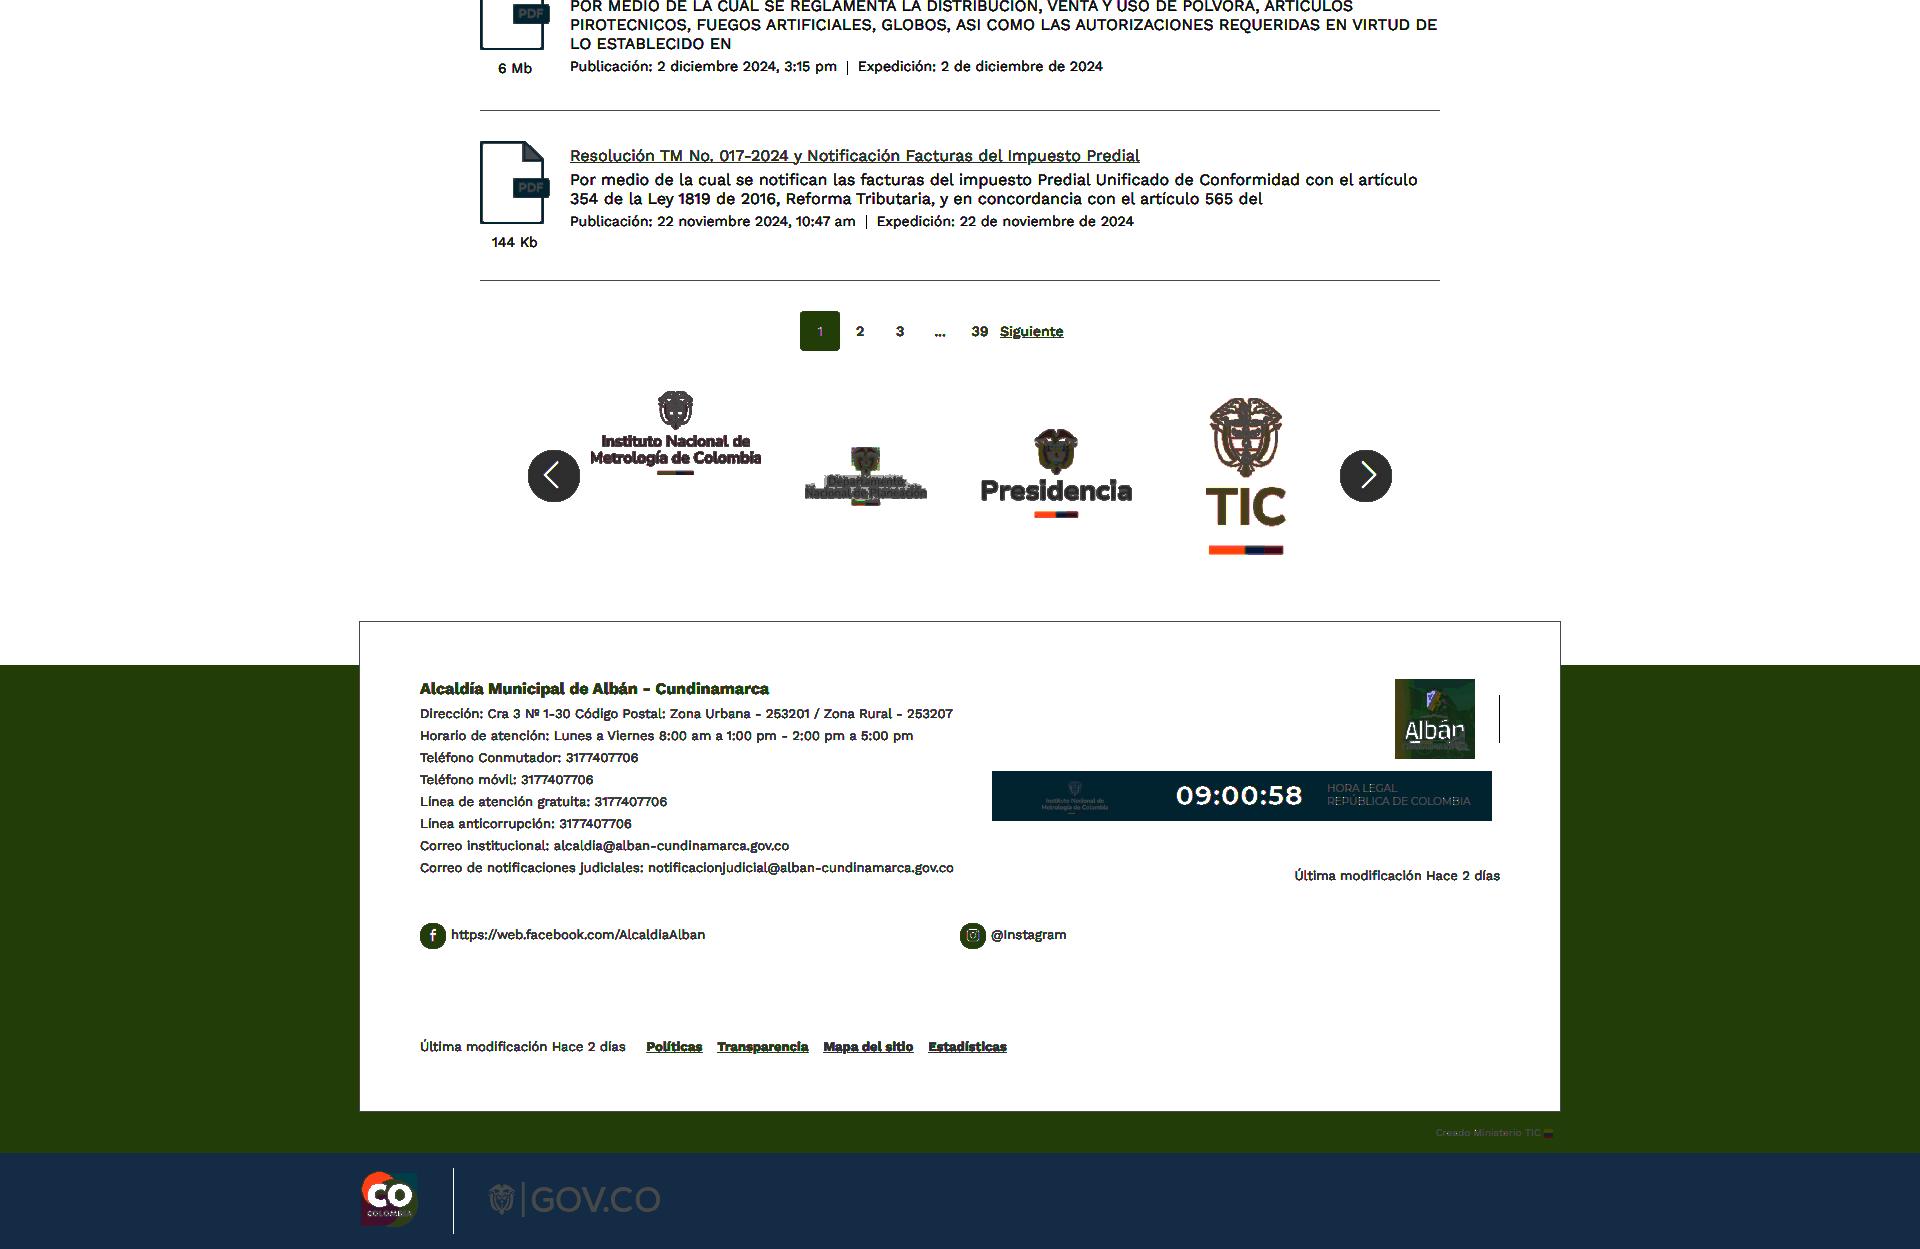 POR MEDIO DE LA CUAL SE REGLAMENTA LA DISTRIBUCIÓN, VENTA Y USO DE PÓLVORA, ARTÍCULOS
PIROTECNICOS, FUEGOS ARTIFICIALES, GLOBOS, ASI COMO LAS AUTORIZACIONES REQUERIDAS EN VIRTUD DE
LO ESTABLECIDO EN
PDF
6 Mb
Publicación: 2 diciembre 2024, 3:15 pm | Expedición: 2 de diciembre de 2024
Resolución TM No. 017-2024 y Notificación Facturas del Impuesto Predial
Por medio de la cual se notifican las facturas del impuesto Predial Unificado de Conformidad con el artículo
354 de la Ley 1819 de 2016, Reforma Tributaria, y en concordancia con el artículo 565 del
PDF
Publicación: 22 noviembre 2024, 10:47 am | Expedición: 22 de noviembre de 2024
144 Kb
1 2 3 ... 39 Siguiente
Instituto Nacional de
Metrología de Colombia
Departamento
Nacional de Planeación
Presidencia
TIC
Alcaldía Municipal de Albán - Cundinamarca
Dirección: Cra 3 Nº 1-30 Código Postal: Zona Urbana - 253201 / Zona Rural - 253207
Horario de atención: Lunes a Viernes 8:00 am a 1:00 pm - 2:00 pm a 5:00 pm
Teléfono Conmutador: 3177407706
Teléfono móvil: 3177407706
Línea de atención gratuita: 3177407706
Línea anticorrupción: 3177407706
Correo institucional: alcaldia@alban-cundinamarca.gov.co
Correo de notificaciones judiciales: notificacionjudicial@alban-cundinamarca.gov.co
Albán
Instituto Nacional de
Metrología de Colombia
09:00:58
HORA LEGAL
REPÚBLICA DE COLOMBIA
Última modificación Hace 2 días
https://web.facebook.com/AlcaldiaAlban
@Instagram
Última modificación Hace 2 días Políticas Transparencia Mapa del sitio Estadísticas
Creado Ministerio TIC
CO
COLOMBIA
GOV.CO